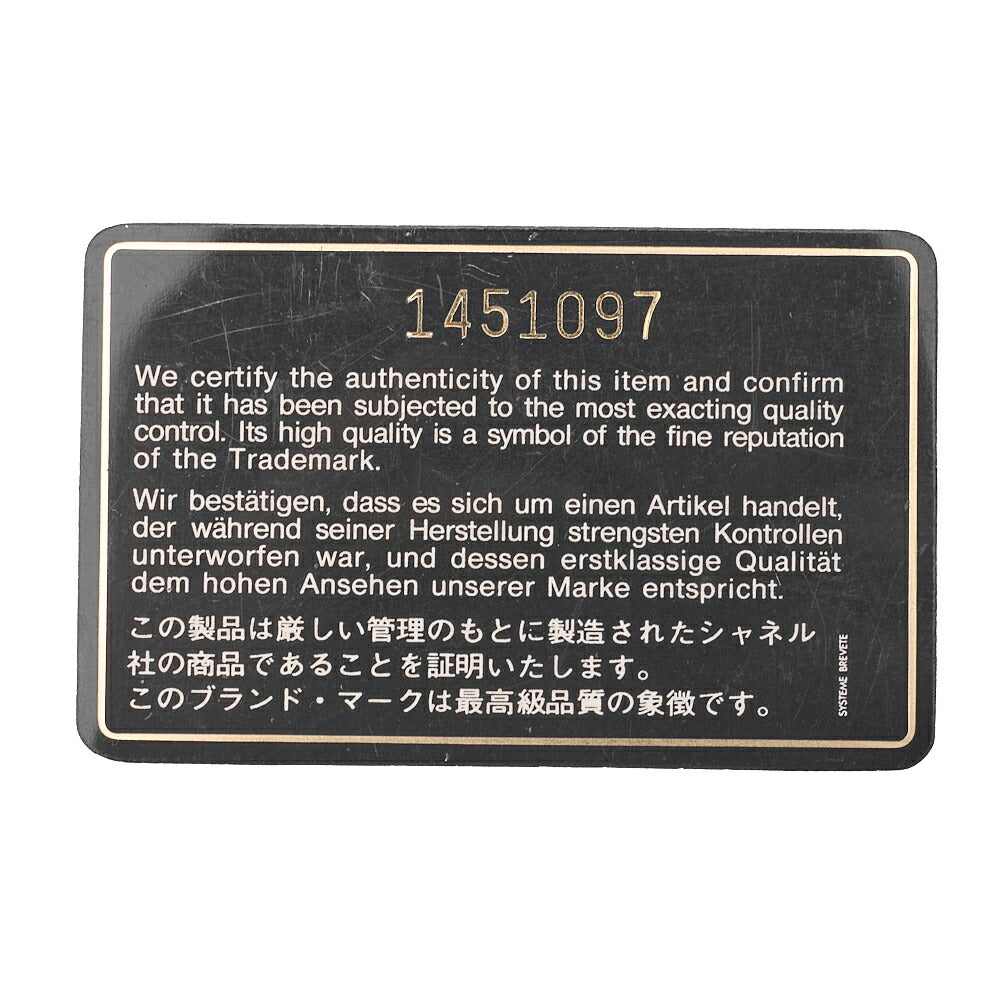 1451097
We certify the authenticity of this item and confirm
that it has been subjected to the most exacting quality
control. Its high quality is a symbol of the fine reputation
of the Trademark.
Wir bestätigen, dass es sich um einen Artikel handelt,
der während seiner Herstellung strengsten Kontrollen
unterworfen war, und dessen erstklassige Qualität
dem hohen Ansehen unserer Marke entspricht.
この製品は厳しい管理のもとに製造されたシャネル
社の商品であることを証明いたします。
このブランド・マークは最高級品質の象徴です。
SYSTEME BREVETE